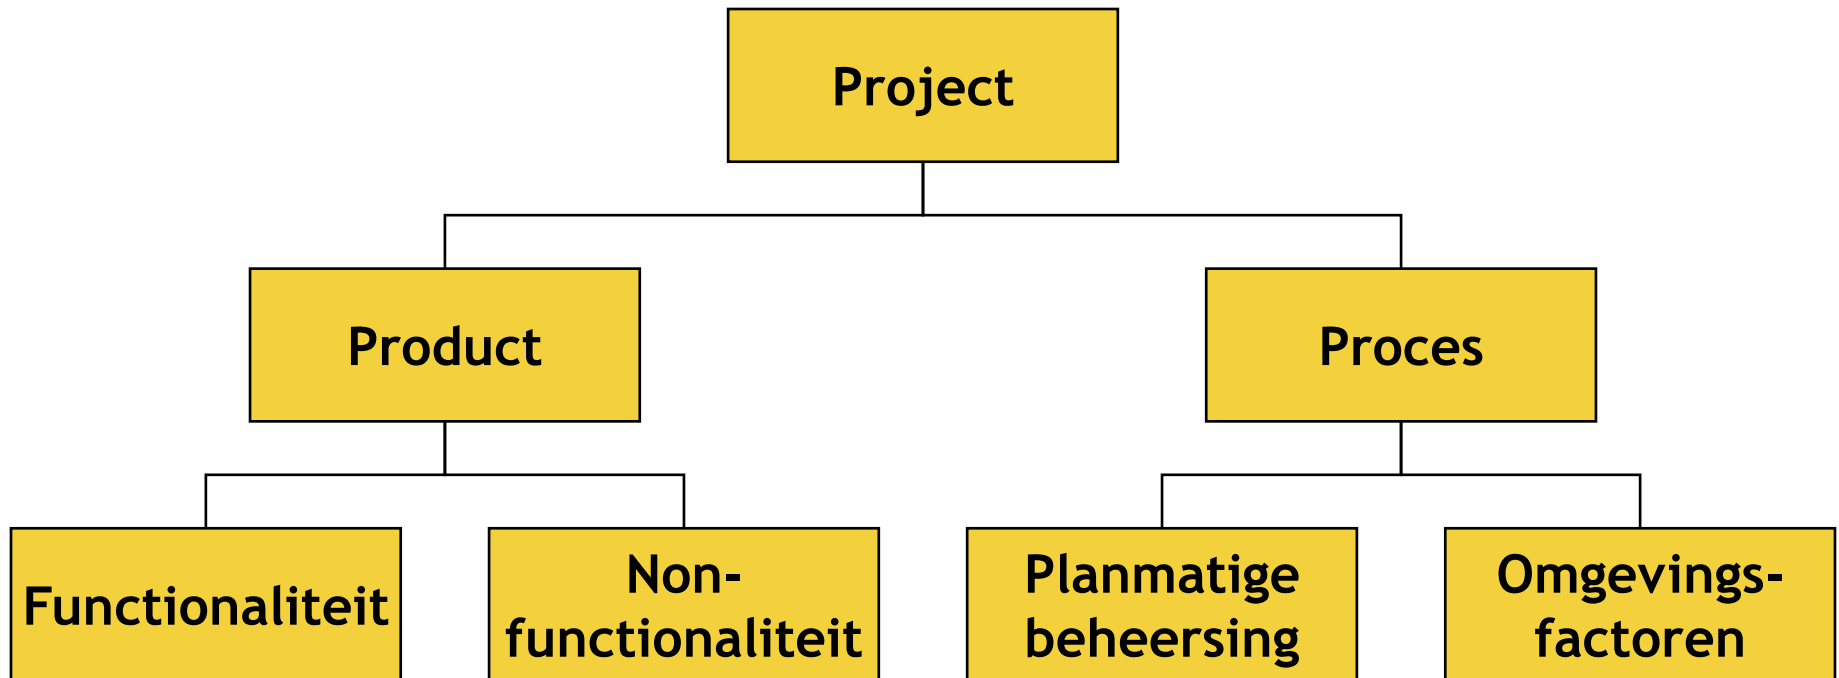 Project
Product
Proces
Functionaliteit
Non-
functionaliteit
Planmatige
beheersing
Omgevings-
factoren